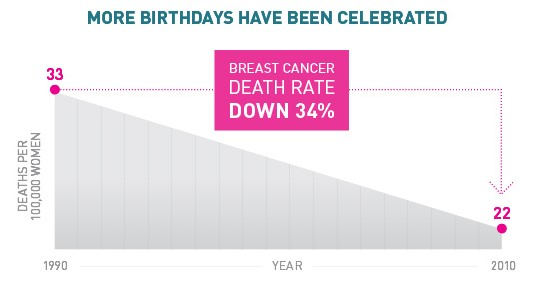 MORE BIRTHDAYS HAVE BEEN CELEBRATED
33
BREAST CANCER
DEATH RATE
DOWN 34%
DEATHS PER
100,000 WOMEN
22
1990
YEAR
2010